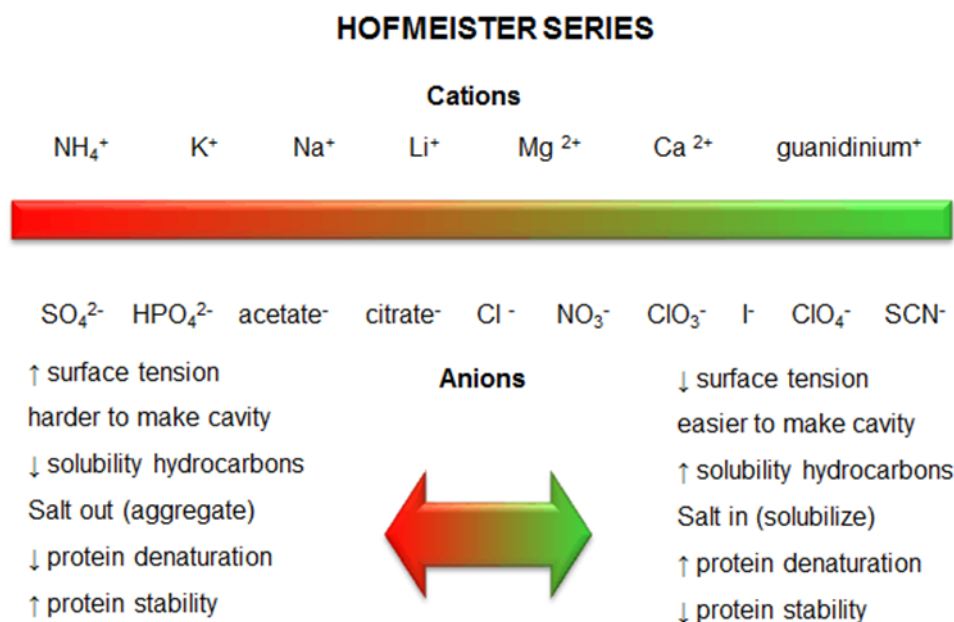 HOFMEISTER SERIES
Cations
NH₄⁺ K⁺ Na⁺ Li⁺ Mg ²⁺ Ca ²⁺ guanidinium⁺
SO₄²⁻ HPO₄²⁻ acetate⁻ citrate⁻ Cl ⁻ NO₃⁻ ClO₃⁻ I⁻ ClO₄⁻ SCN⁻
Anions
↑ surface tension
harder to make cavity
↓ solubility hydrocarbons
Salt out (aggregate)
↓ protein denaturation
↑ protein stability
↓ surface tension
easier to make cavity
↑ solubility hydrocarbons
Salt in (solubilize)
↑ protein denaturation
↓ protein stability